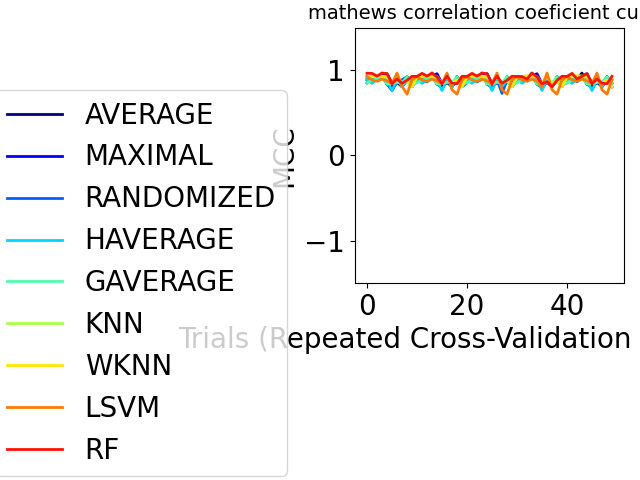 mathews correlation coeficient cu
1
0
−1
MCC
0 20 40
Trials (Repeated Cross-Validation
AVERAGE
MAXIMAL
RANDOMIZED
HAVERAGE
GAVERAGE
KNN
WKNN
LSVM
RF